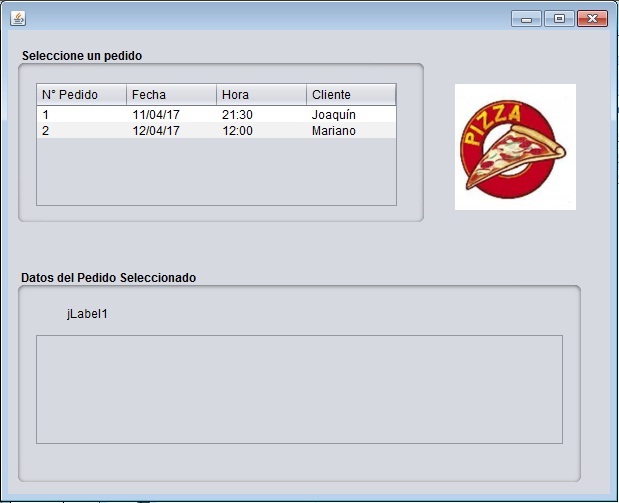 Seleccione un pedido
N° Pedido Fecha Hora Cliente
1 11/04/17 21:30 Joaquín
2 12/04/17 12:00 Mariano
PIZZA
Datos del Pedido Seleccionado
jLabel1